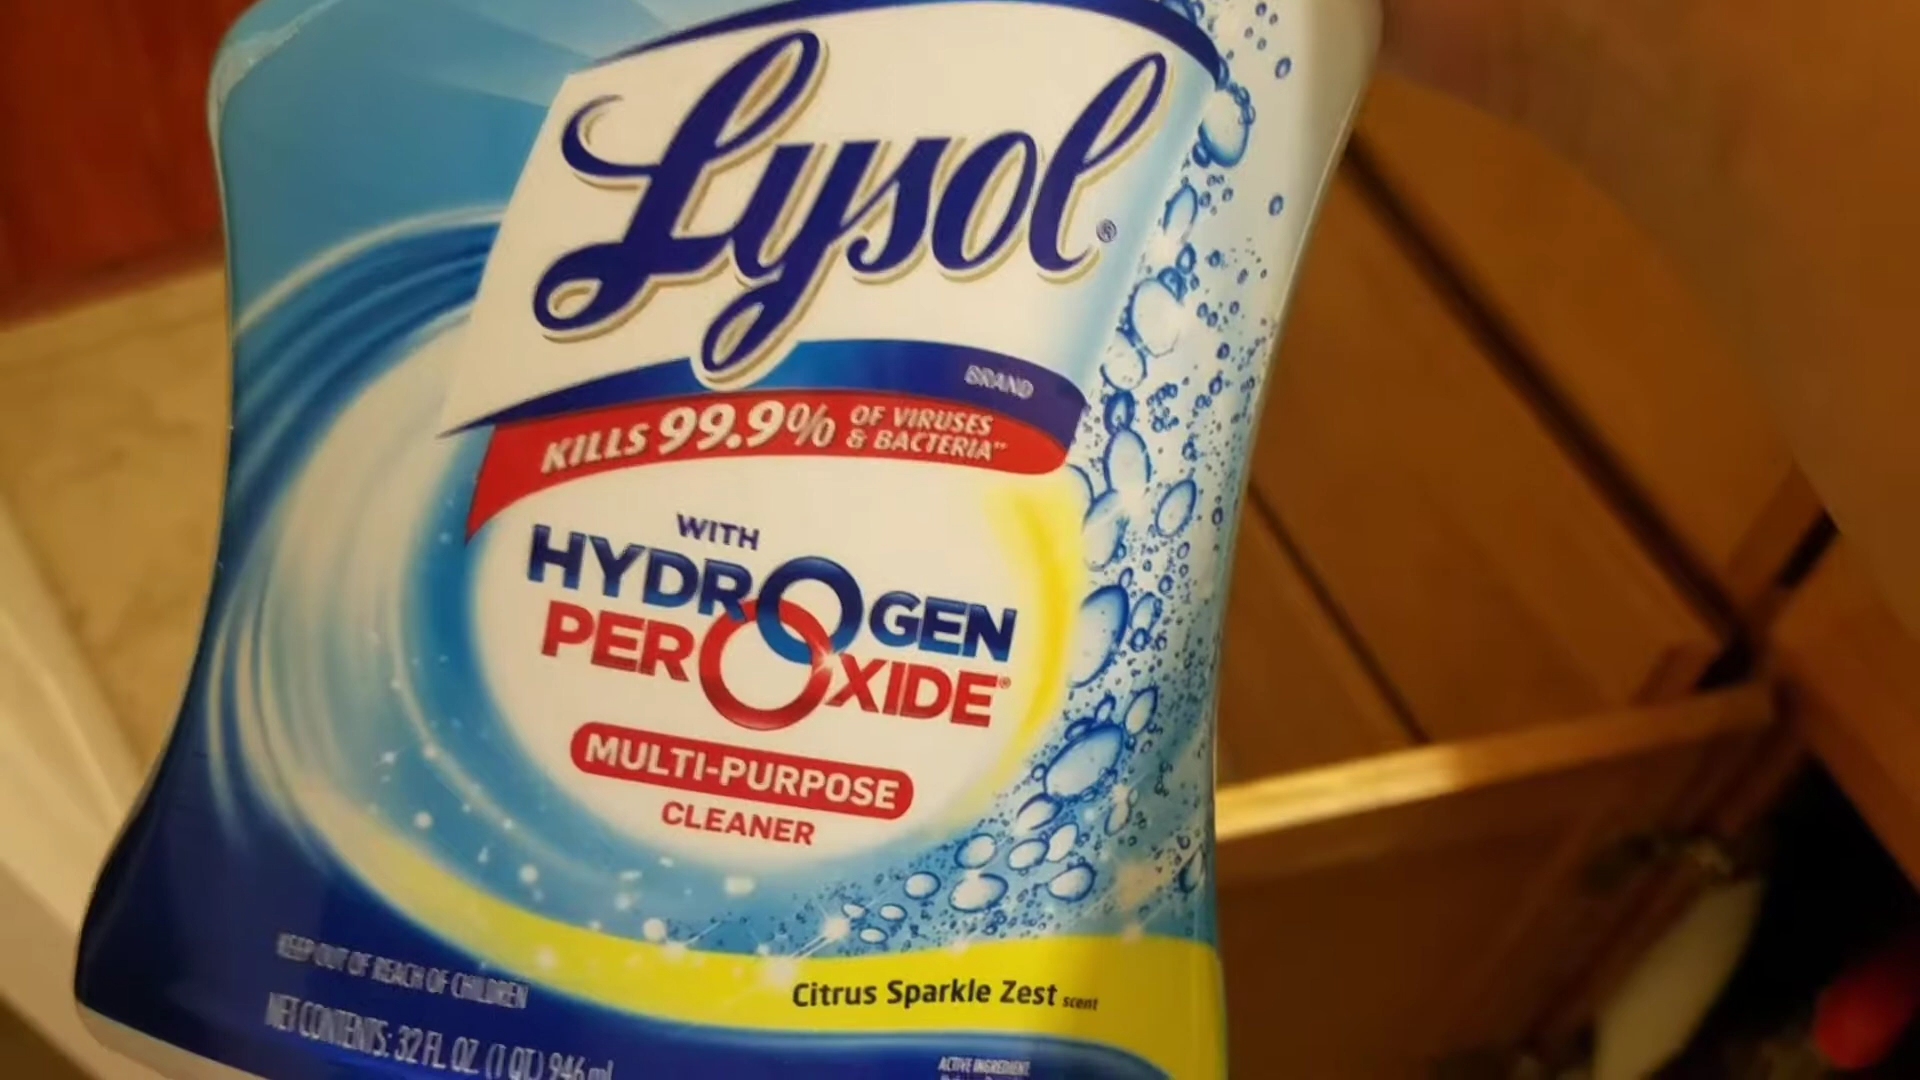 Lysol®
BRAND
KILLS 99.9% OF VIRUSES
& BACTERIA**
WITH
HYDROGEN
PEROXIDE®
MULTI-PURPOSE
CLEANER
Citrus Sparkle Zest scent
KEEP OUT OF REACH OF CHILDREN
NET CONTENTS: 32 FL. OZ. (1 QT.) 946 ml
ACTIVE INGREDIENT